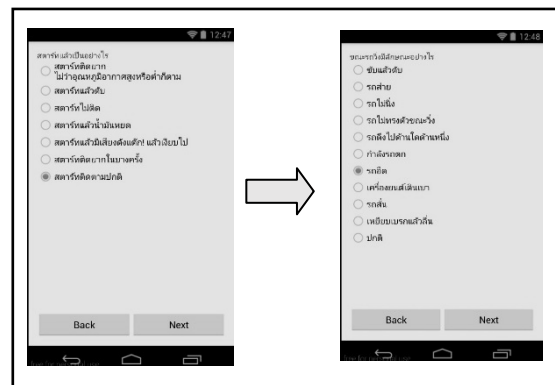 12:47
สตาร์ทแล้วเป็นอย่างไร
สตาร์ทติดยาก
ไม่ว่าอุณหภูมิอากาศสูงหรือต่ำก็ตาม
สตาร์ทแล้วดับ
สตาร์ทไม่ติด
สตาร์ทแล้วน้ำมันหยด
สตาร์ทแล้วมีเสียงดังแต๊ก! แล้วเงียบไป
สตาร์ทติดยากในบางครั้ง
สตาร์ทติดตามปกติ
Back
Next
12:48
ขณะรถวิ่งมีลักษณะอย่างไร
ขับแล้วดับ
รถส่าย
รถไม่นิ่ง
รถไม่ทรงตัวขณะวิ่ง
รถดึงไปด้านใดด้านหนึ่ง
กำลังรถตก
รถอืด
เครื่องยนต์เดินเบา
รถสั่น
เหยียบเบรกแล้วลื่น
ปกติ
Back
Next